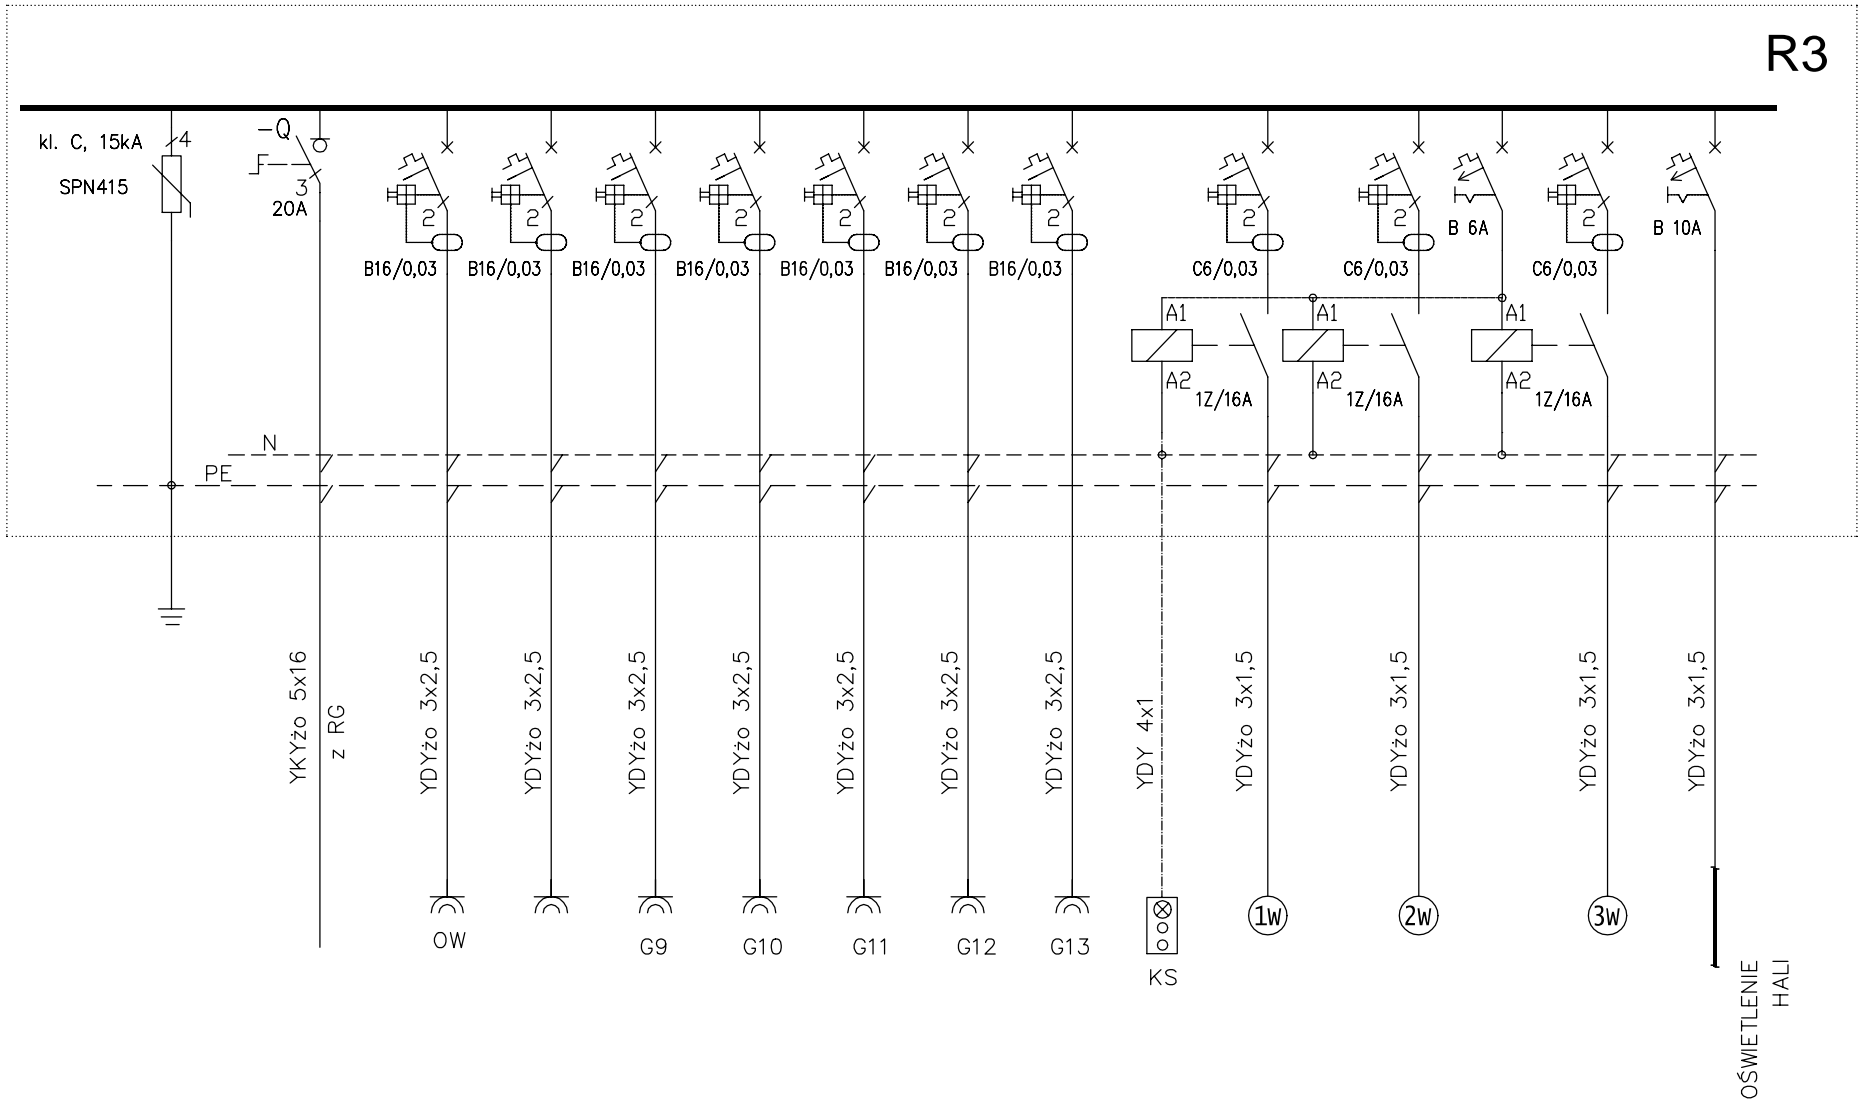 R3
kl. C, 15kA
4
SPN415
-Q
3
20A
2
B16/0,03
2
B16/0,03
2
B16/0,03
2
B16/0,03
2
B16/0,03
2
B16/0,03
2
B16/0,03
2
C6/0,03
2
C6/0,03
B 6A
2
C6/0,03
B 10A
A1
A2
1Z/16A
A1
A2
1Z/16A
A1
A2
1Z/16A
N
PE
YKYżo 5x16
z RG
YDYżo 3x2,5
YDYżo 3x2,5
YDYżo 3x2,5
YDYżo 3x2,5
YDYżo 3x2,5
YDYżo 3x2,5
YDYżo 3x2,5
YDY 4x1
YDYżo 3x1,5
YDYżo 3x1,5
YDYżo 3x1,5
YDYżo 3x1,5
OW
G9
G10
G11
G12
G13
KS
1W
2W
3W
OŚWIETLENIE
HALI